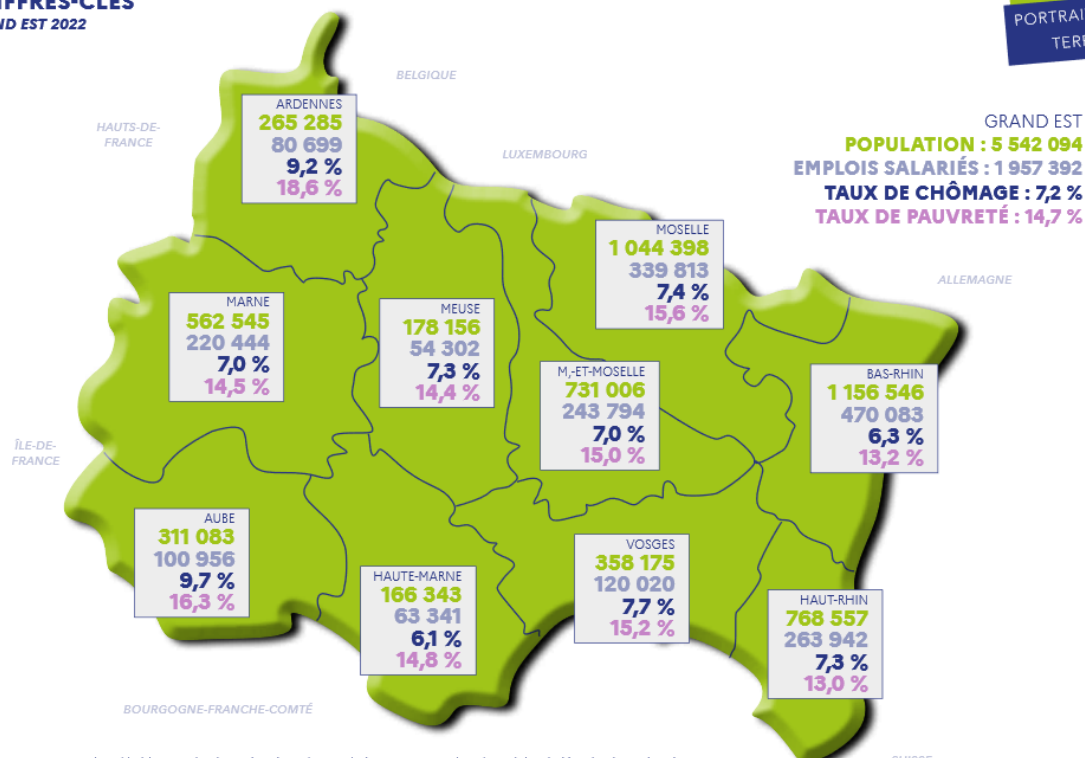 ND EST 2022
PORTRAI
BELGIQUE
HAUTS-DE-
FRANCE
LUXEMBOURG
ALLEMAGNE
ÎLE-DE-
FRANCE
BOURGOGNE-FRANCHE-COMTÉ
GRAND EST
POPULATION : 5 542 094
EMPLOIS SALARIÉS : 1 957 392
TAUX DE CHÔMAGE : 7,2 %
TAUX DE PAUVRETÉ : 14,7 %
ARDENNES
265 285
80 699
9,2 %
18,6 %
MOSELLE
1 044 398
339 813
7,4 %
15,6 %
MARNE
562 545
220 444
7,0 %
14,5 %
MEUSE
178 156
54 302
7,3 %
14,4 %
M,-ET-MOSELLE
731 006
243 794
7,0 %
15,0 %
BAS-RHIN
1 156 546
470 083
6,3 %
13,2 %
AUBE
311 083
100 956
9,7 %
16,3 %
HAUTE-MARNE
166 343
63 341
6,1 %
14,8 %
VOSGES
358 175
120 020
7,7 %
15,2 %
HAUT-RHIN
768 557
263 942
7,3 %
13,0 %